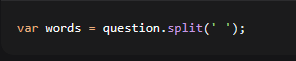 var words = question.split(' ');